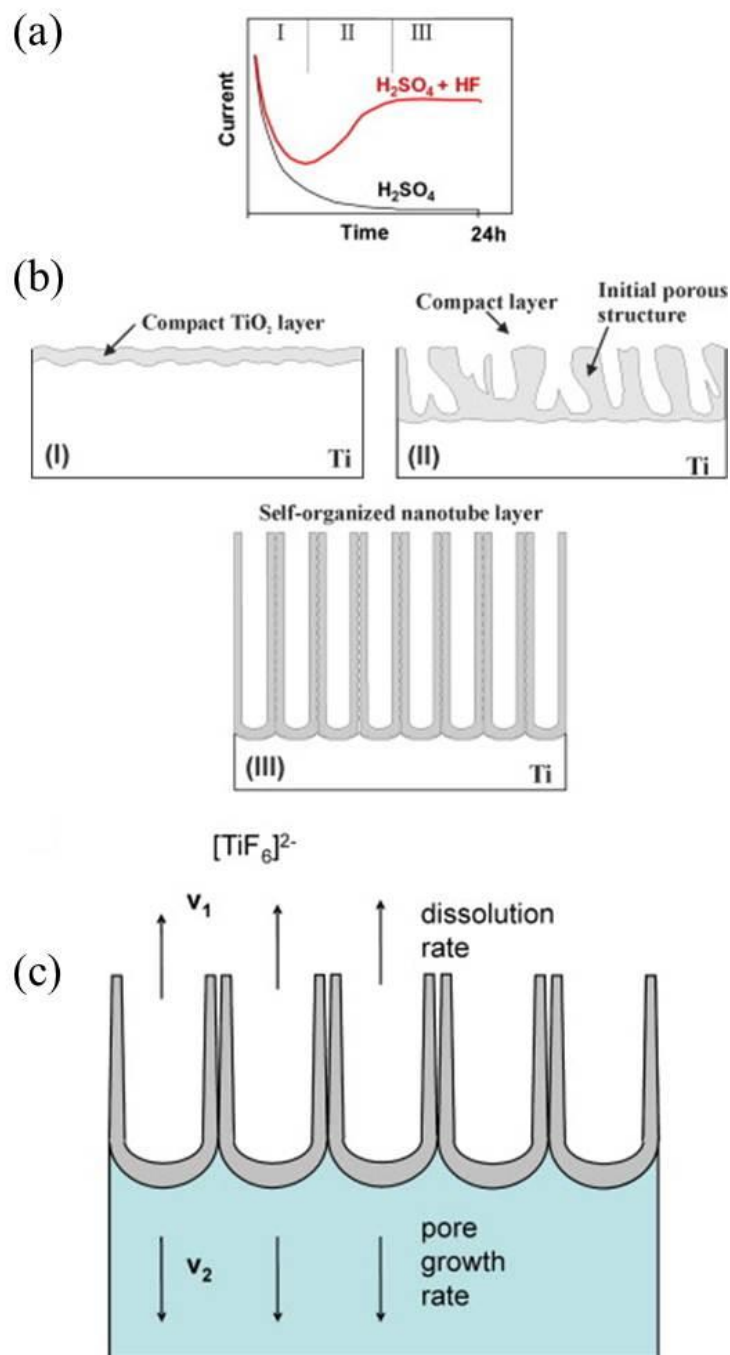 (a)
I II III
H₂SO₄ + HF
H₂SO₄
Current
Time 24h
(b)
Compact TiO₂ layer
(I) Ti
Compact layer
Initial porous
structure
(II) Ti
Self-organized nanotube layer
(III) Ti
(c)
[TiF₆]²⁻
v₁
dissolution
rate
v₂
pore
growth
rate